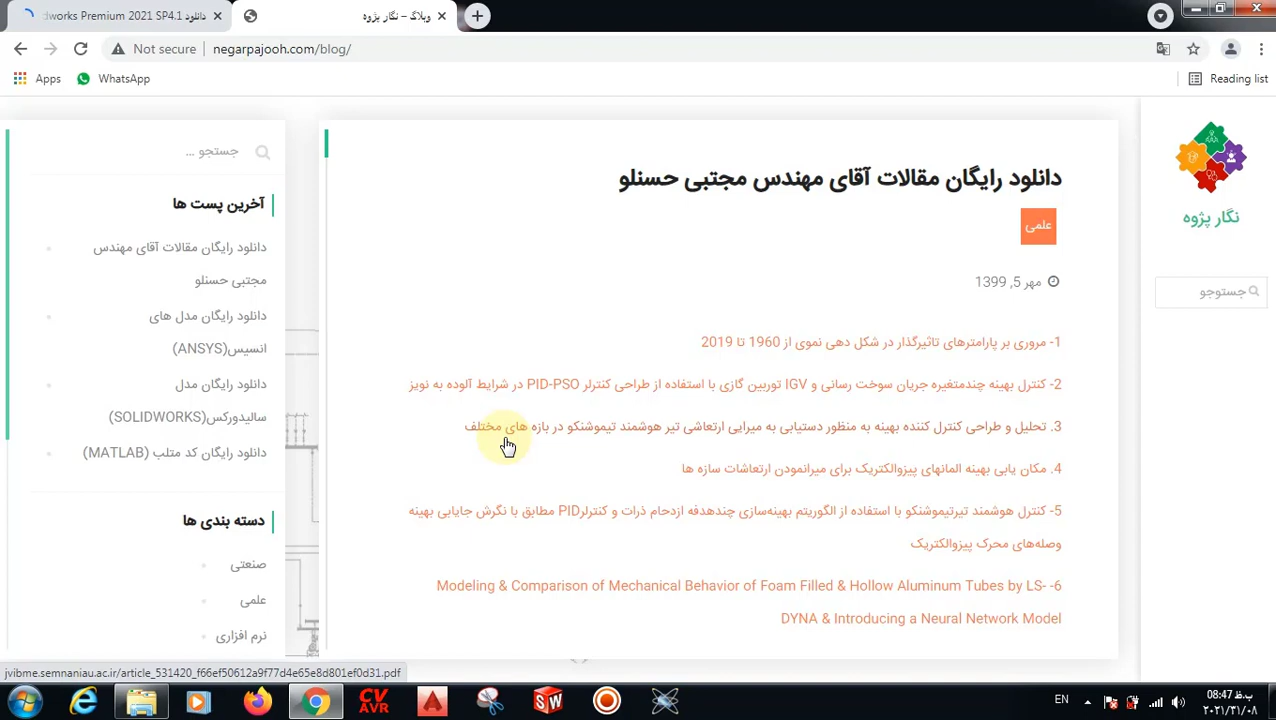 دانلود dworks Premium 2021 SP4.1
وبلاگ – نگار پژوه
Not secure
negarpajooh.com/blog/
Apps
WhatsApp
Reading list
نگار پژوه
جستوجو
دانلود رایگان مقالات آقای مهندس مجتبی حسنلو
علمی
مهر 5, 1399
1- مروری بر پارامترهای تاثیرگذار در شکل دهی نموی از 1960 تا 2019
2- کنترل بهینه چندمتغیره جریان سوخت رسانی و IGV توربین گازی با استفاده از طراحی کنترلر PID-PSO در شرایط آلوده به نویز
3. تحلیل و طراحی کنترل کننده بهینه به منظور دستیابی به میرایی ارتعاشی تیر هوشمند تیموشنکو در بازه های مختلف
4. مکان یابی بهینه المانهای پیزوالکتریک برای میرانمودن ارتعاشات سازه ها
5- کنترل هوشمند تیرتیموشنکو با استفاده از الگوریتم بهینه‌سازی چندهدفه ازدحام ذرات و کنترلرPID مطابق با نگرش جایابی بهینه
وصله‌های محرک پیزوالکتریک
Modeling & Comparison of Mechanical Behavior of Foam Filled & Hollow Aluminum Tubes by LS- -6
DYNA & Introducing a Neural Network Model
جستجو ...
آخرین پست ها
دانلود رایگان مقالات آقای مهندس
مجتبی حسنلو
دانلود رایگان مدل های
انسیس(ANSYS)
دانلود رایگان مدل
سالیدورکس(SOLIDWORKS)
دانلود رایگان کد متلب (MATLAB)
دسته بندی ها
صنعتی
علمی
نرم افزاری
jvibme.semnaniau.ac.ir/article_531420_f66ef50612a9f77d4e65e8d801ef0d31.pdf
CV
AVR
SW
EN
08:47 ب.ظ
۲۰۲۱/۳۱/۰۸